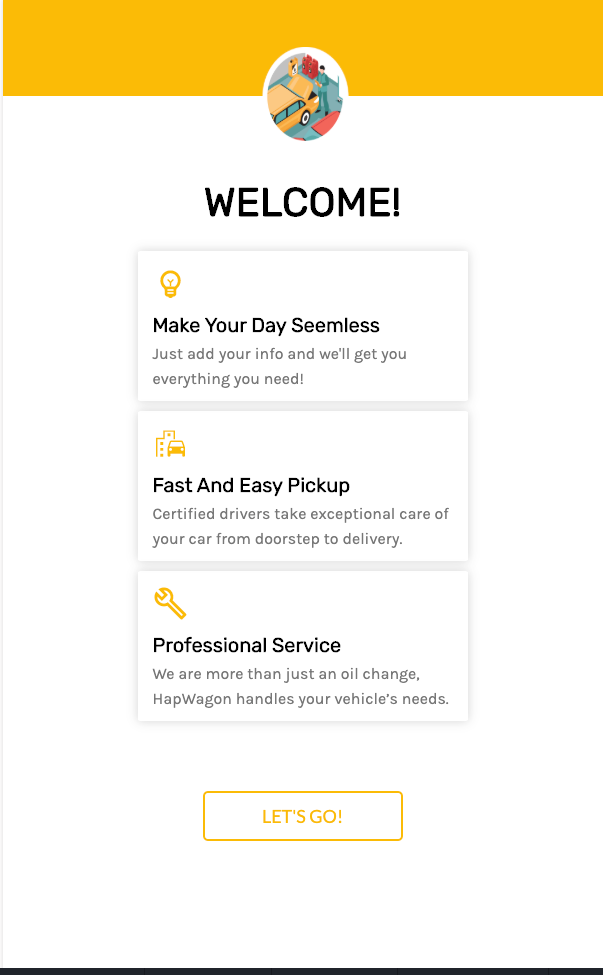 WELCOME!
Make Your Day Seemless
Just add your info and we'll get you
everything you need!
Fast And Easy Pickup
Certified drivers take exceptional care of
your car from doorstep to delivery.
Professional Service
We are more than just an oil change,
HapWagon handles your vehicle’s needs.
LET'S GO!